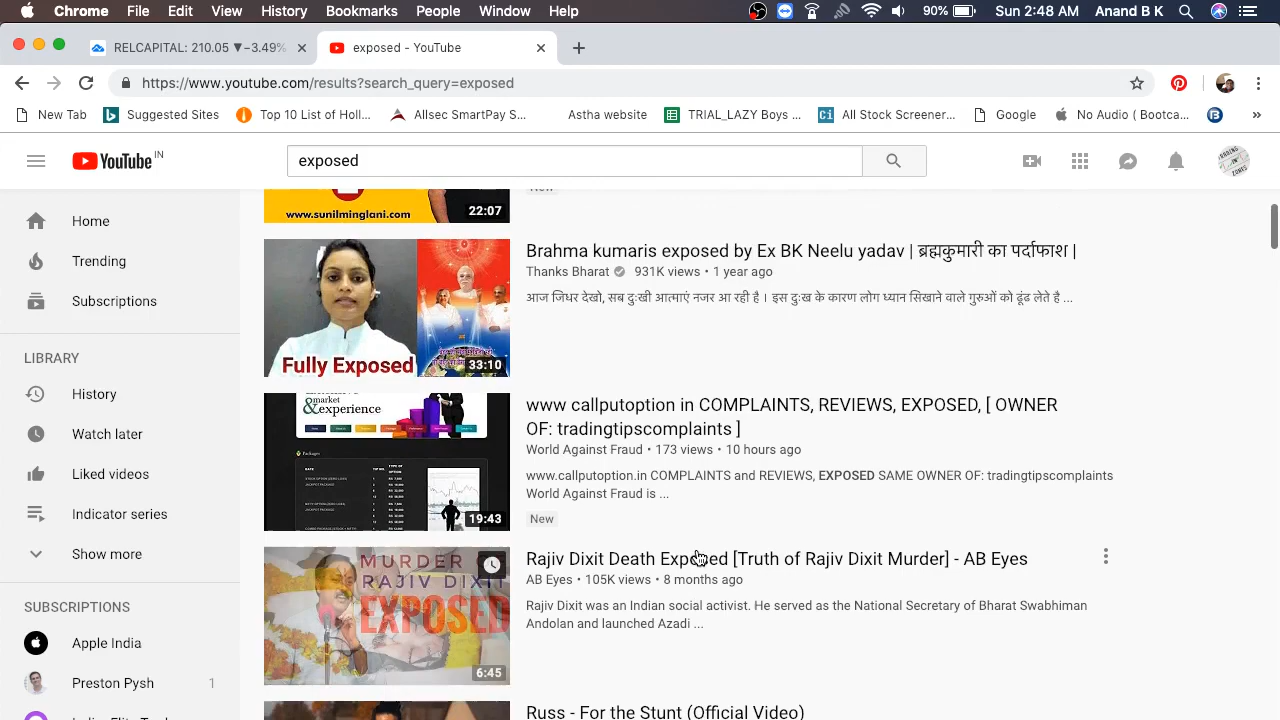 Chrome File Edit View History Bookmarks People Window Help 90% Sun 2:48 AM Anand B K
RELCAPITAL: 210.05 ▼−3.49%
exposed - YouTube
https://www.youtube.com/results?search_query=exposed
New Tab
Suggested Sites
Top 10 List of Holl...
Allsec SmartPay S...
Astha website
TRIAL_LAZY Boys ...
All Stock Screener...
Google
No Audio ( Bootca...
»
YouTube IN
exposed
Home
Trending
Subscriptions
LIBRARY
History
Watch later
Liked videos
Indicator series
Show more
SUBSCRIPTIONS
Apple India
Preston Pysh 1
www.sunilminglani.com
22:07
New
Fully Exposed
33:10
Brahma kumaris exposed by Ex BK Neelu yadav | ब्रह्मकुमारी का पर्दाफाश |
Thanks Bharat 931K views • 1 year ago
आज जिधर देखो, सब दुःखी आत्माएं नजर आ रही है । इस दुःख के कारण लोग ध्यान सिखाने वाले गुरुओं को ढूंढ लेते है ...
market
&experience
Packages
19:43
www callputoption in COMPLAINTS, REVIEWS, EXPOSED, [ OWNER
OF: tradingtipscomplaints ]
World Against Fraud • 173 views • 10 hours ago
www.callputoption.in COMPLAINTS and REVIEWS, EXPOSED SAME OWNER OF: tradingtipscomplaints
World Against Fraud is ...
New
MURDER
RAJIV DIXIT
EXPOSED
6:45
Rajiv Dixit Death Exposed [Truth of Rajiv Dixit Murder] - AB Eyes
AB Eyes • 105K views • 8 months ago
Rajiv Dixit was an Indian social activist. He served as the National Secretary of Bharat Swabhiman
Andolan and launched Azadi ...
Russ - For the Stunt (Official Video)